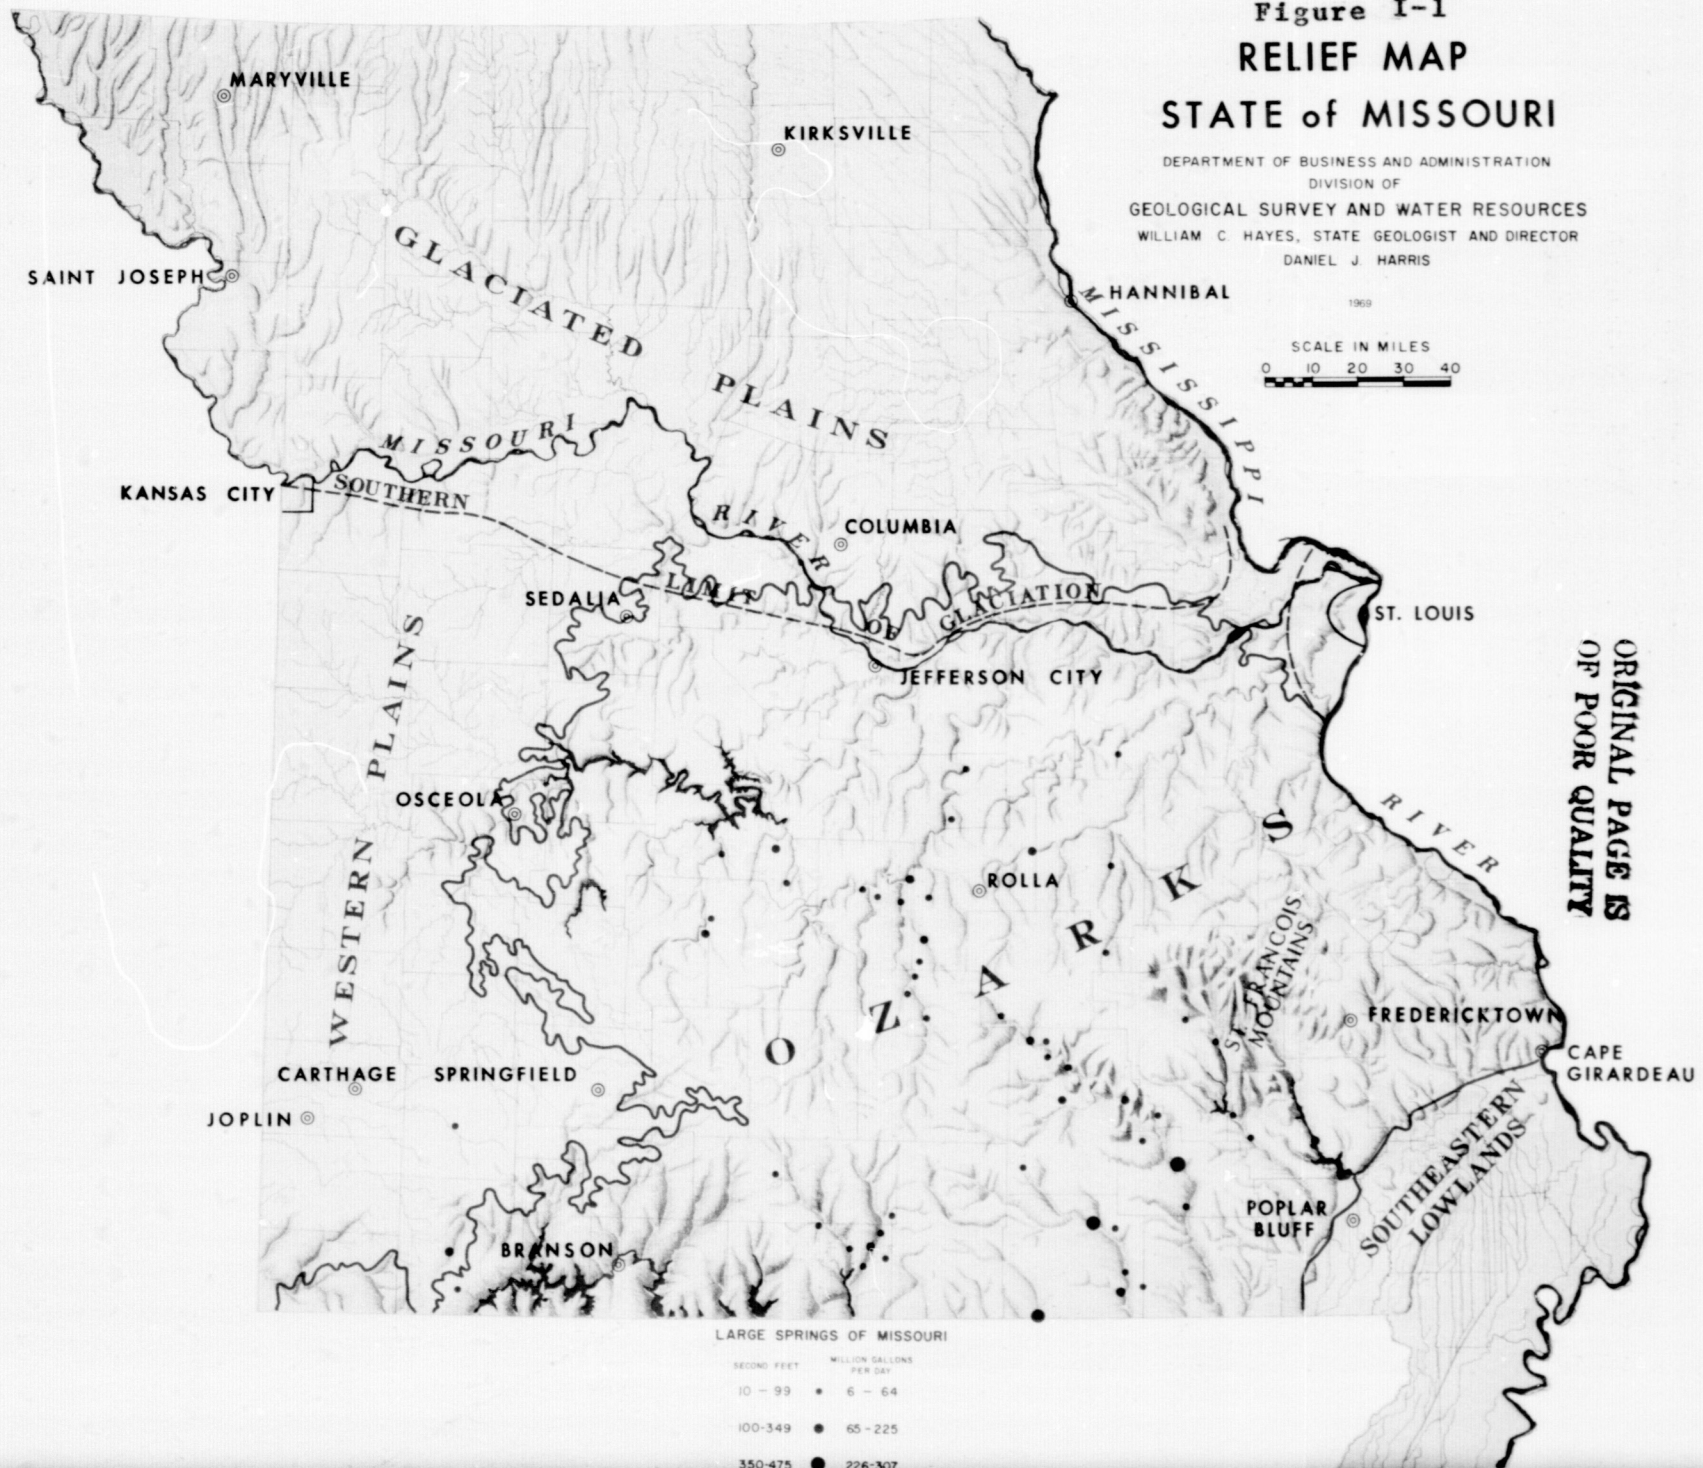 Figure I-1
RELIEF MAP
STATE of MISSOURI
DEPARTMENT OF BUSINESS AND ADMINISTRATION
DIVISION OF
GEOLOGICAL SURVEY AND WATER RESOURCES
WILLIAM C. HAYES, STATE GEOLOGIST AND DIRECTOR
DANIEL J. HARRIS
1969
SCALE IN MILES
0 10 20 30 40
MARYVILLE
KIRKSVILLE
SAINT JOSEPH
HANNIBAL
GLACIATED PLAINS
MISSISSIPPI
MISSOURI
RIVER
KANSAS CITY
SOUTHERN LIMIT OF GLACIATION
COLUMBIA
SEDALIA
ST. LOUIS
JEFFERSON CITY
WESTERN PLAINS
OSCEOLA
RIVER
ROLLA
OZARKS
ST. FRANCOIS
MOUNTAINS
FREDERICKTOWN
CAPE
GIRARDEAU
CARTHAGE
SPRINGFIELD
JOPLIN
SOUTHEASTERN
LOWLANDS
POPLAR
BLUFF
BRANSON
ORIGINAL PAGE IS
OF POOR QUALITY
LARGE SPRINGS OF MISSOURI
SECOND FEET
MILLION GALLONS
PER DAY
10 - 99 6 - 64
100-349 65-225
350-475 226-307